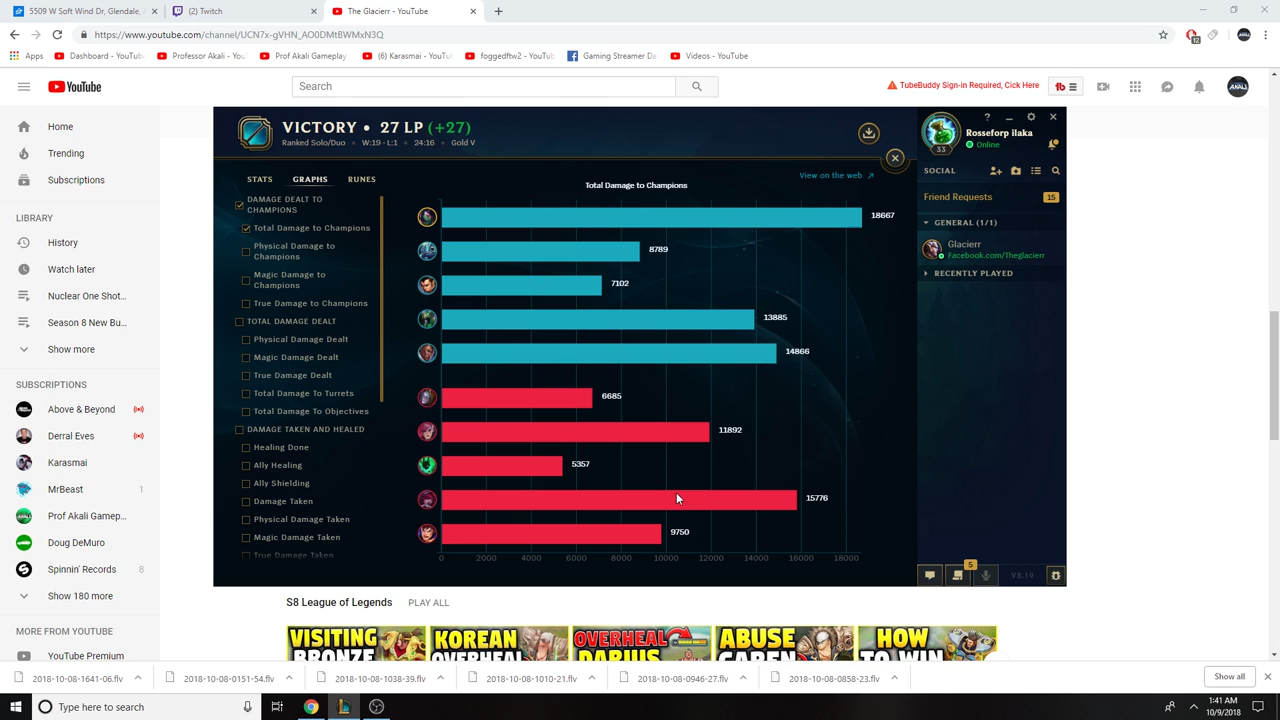 5509 W Soft Wind Dr, Glendale, A
(2) Twitch
The Glacierr - YouTube
https://www.youtube.com/channel/UCN7x-gVHN_AO0DMtBWMxN3Q
12
Apps
Dashboard - YouTube
Professor Akali - You
Prof Akali Gameplay
(6) Karasmai - YouTu
foggedftw2 - YouTub
Gaming Streamer Da
Videos - YouTube
YouTube
Search
TubeBuddy Sign-in Required, Cick Here
tb
Home
Trending
Subscriptions
LIBRARY
History
Watch later
Nuclear One Shot...
Season 8 New Bu...
Show more
SUBSCRIPTIONS
Above & Beyond
Derral Eves
Karasmai
MrBeast 1
Prof Akali Gamep...
Doug DeMuro
Spinnin' Records 8
Show 180 more
MORE FROM YOUTUBE
YouTube Premium
VICTORY • 27 LP (+27)
Ranked Solo/Duo • W:19 - L:1 • 24:16 • Gold V
STATS
GRAPHS
RUNES
View on the web
Total Damage to Champions
DAMAGE DEALT TO
CHAMPIONS
Total Damage to Champions
Physical Damage to
Champions
Magic Damage to
Champions
True Damage to Champions
TOTAL DAMAGE DEALT
Physical Damage Dealt
Magic Damage Dealt
True Damage Dealt
Total Damage To Turrets
Total Damage To Objectives
DAMAGE TAKEN AND HEALED
Healing Done
Ally Healing
Ally Shielding
Damage Taken
Physical Damage Taken
Magic Damage Taken
True Damage Taken
18667
8789
7102
13885
14866
6685
11892
5357
15776
9750
0 2000 4000 6000 8000 10000 12000 14000 16000 18000
Rosseforp ilaka
Online
33
SOCIAL
Friend Requests 15
GENERAL (1/1)
Glacierr
Facebook.com/Theglacierr
RECENTLY PLAYED
5
V8.19
S8 League of Legends
PLAY ALL
VISITING
BRONZE
KOREAN
OVERHEAL
OVERHEAL
DARIUS
ABUSE
GAREN
HOW
TO WIN
2018-10-08-1641-06.flv
2018-10-08-0151-54.flv
2018-10-08-1038-39.flv
2018-10-08-1010-21.flv
2018-10-08-0946-27.flv
2018-10-08-0858-23.flv
Show all
Type here to search
1:41 AM
10/9/2018